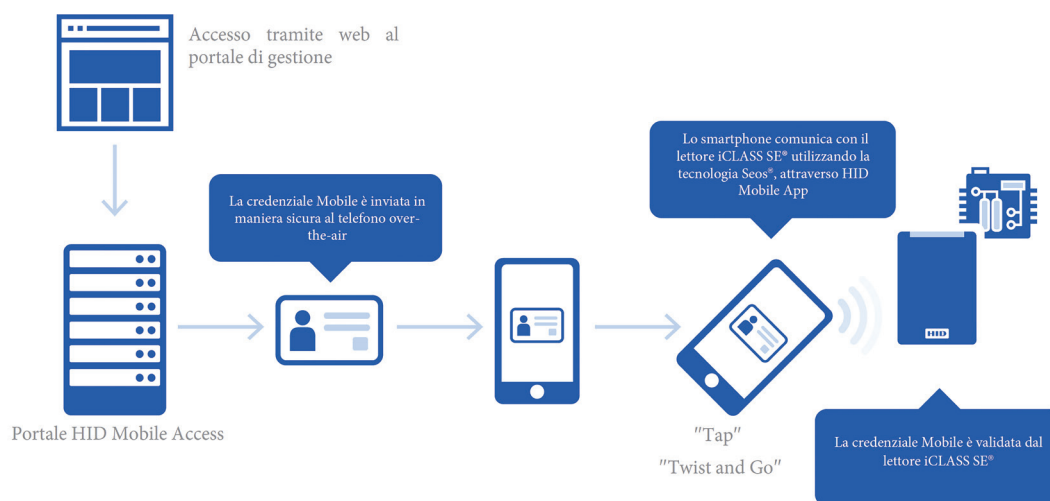 Accesso tramite web al
portale di gestione
La credenziale Mobile è inviata in
maniera sicura al telefono over-
the-air
Lo smartphone comunica con il
lettore iCLASS SE® utilizzando la
tecnologia Seos®, attraverso HID
Mobile App
HID
Portale HID Mobile Access
"Tap"
"Twist and Go"
La credenziale Mobile è validata dal
lettore iCLASS SE®